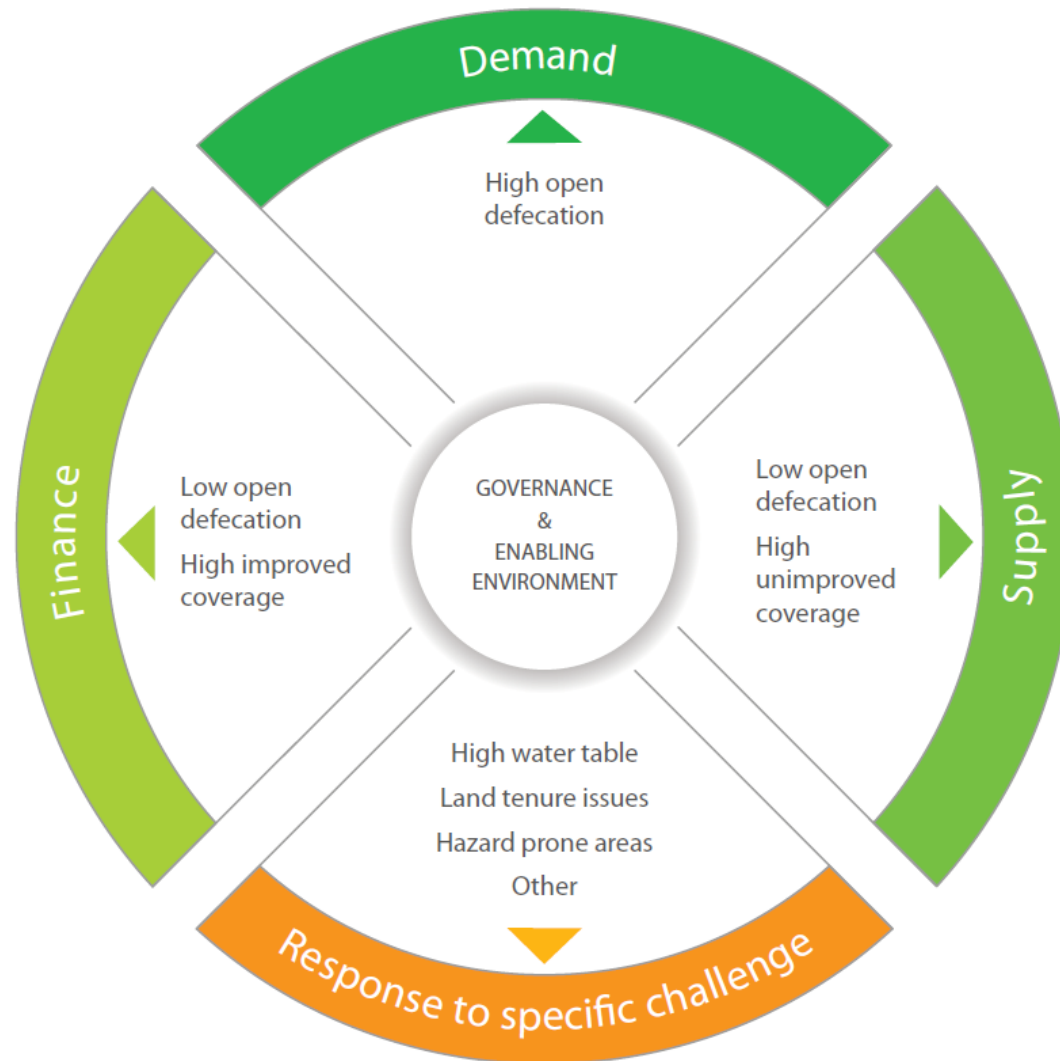 Demand
High open
defecation
Finance
Low open
defecation
High improved
coverage
GOVERNANCE
&
ENABLING
ENVIRONMENT
Low open
defecation
High
unimproved
coverage
Supply
High water table
Land tenure issues
Hazard prone areas
Other
Response to specific challenge